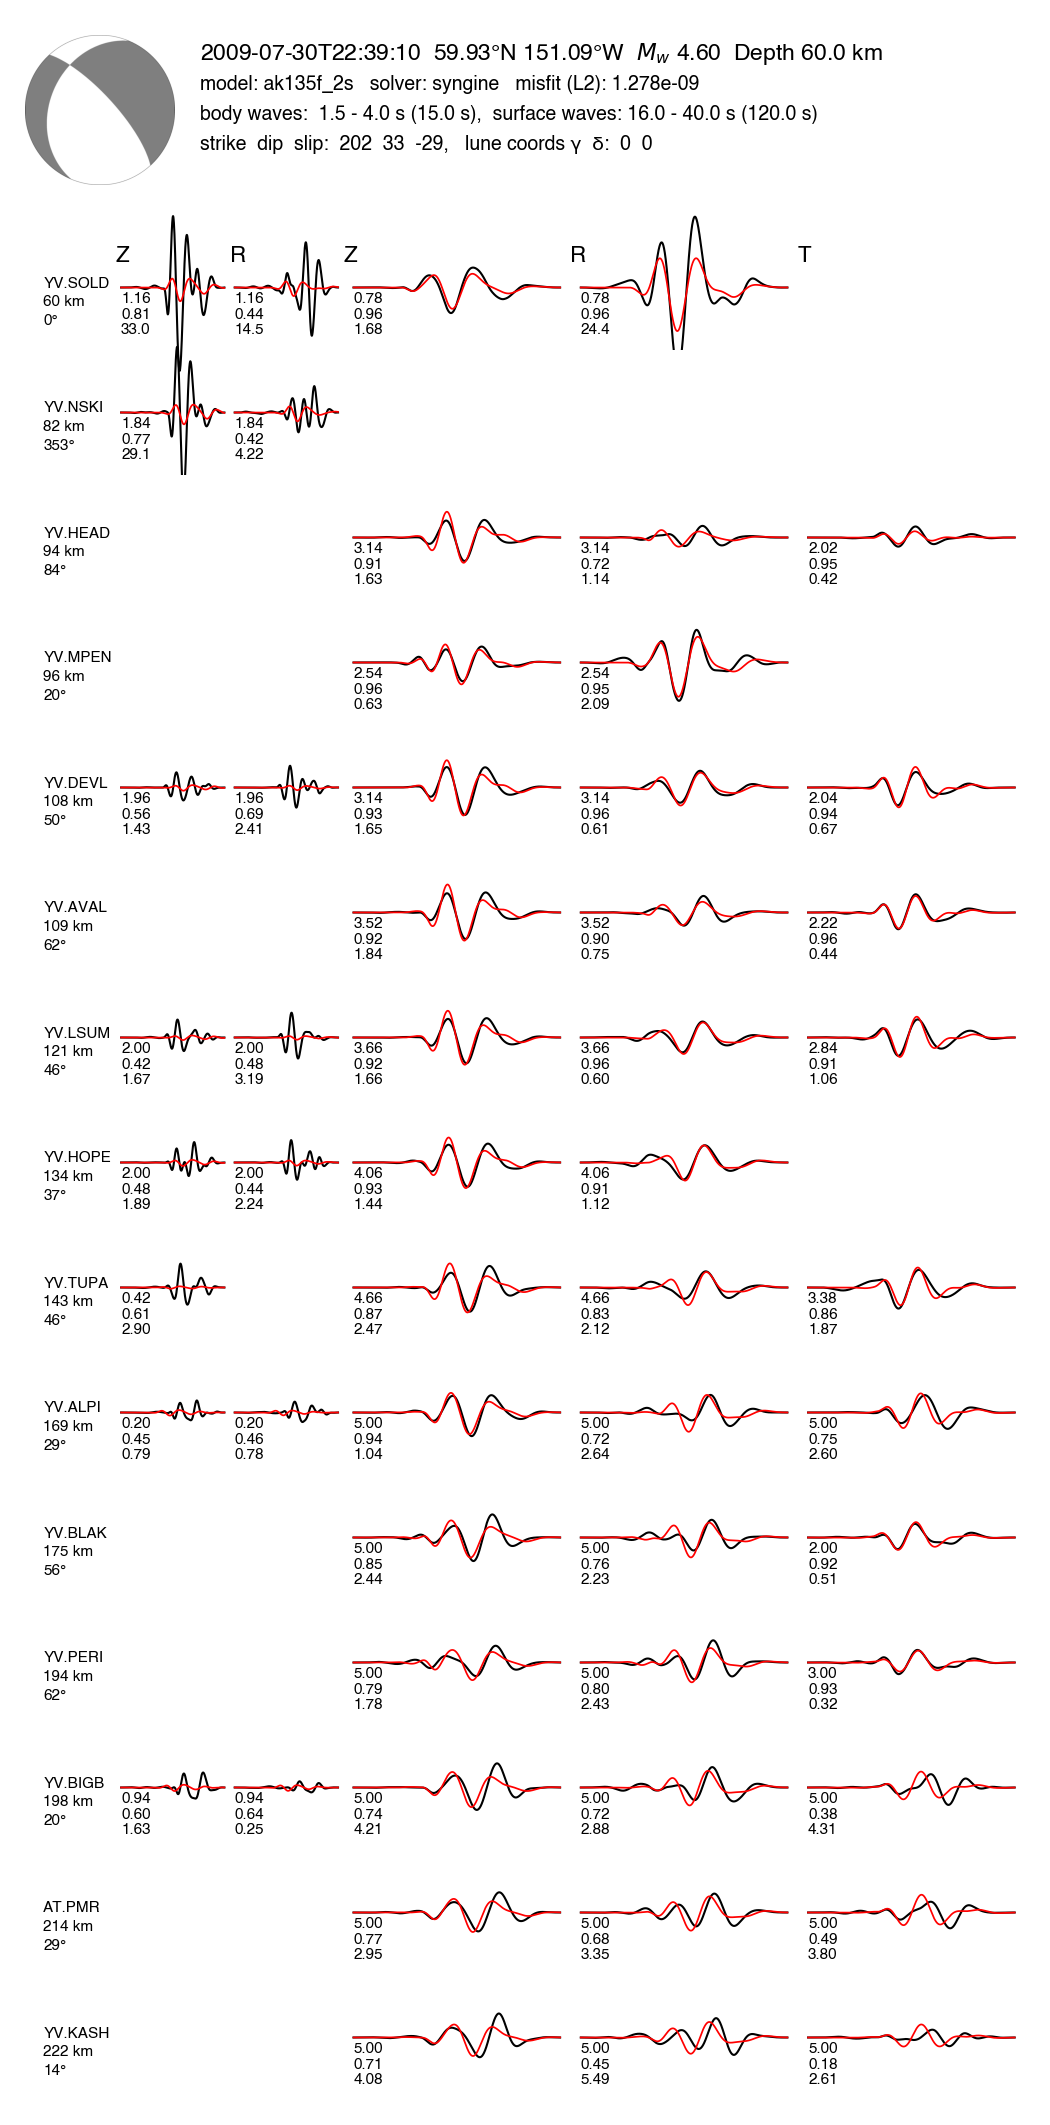 2009-07-30T22:39:10  59.93°N 151.09°W  Mw 4.60  Depth 60.0 km
model: ak135f_2s   solver: syngine   misfit (L2): 1.278e-09
body waves:  1.5 - 4.0 s (15.0 s),  surface waves: 16.0 - 40.0 s (120.0 s)
strike  dip  slip:  202  33  -29,   lune coords γ  δ:  0  0
Z R Z R T
YV.SOLD
60 km
0°
1.16 1.16 0.78 0.78
0.81 0.44 0.96 0.96
33.0 14.5 1.68 24.4
YV.NSKI
82 km
353°
1.84 1.84
0.77 0.42
29.1 4.22
YV.HEAD
94 km
84°
3.14 3.14 2.02
0.91 0.72 0.95
1.63 1.14 0.42
YV.MPEN
96 km
20°
2.54 2.54
0.96 0.95
0.63 2.09
YV.DEVL
108 km
50°
1.96 1.96 3.14 3.14 2.04
0.56 0.69 0.93 0.96 0.94
1.43 2.41 1.65 0.61 0.67
YV.AVAL
109 km
62°
3.52 3.52 2.22
0.92 0.90 0.96
1.84 0.75 0.44
YV.LSUM
121 km
46°
2.00 2.00 3.66 3.66 2.84
0.42 0.48 0.92 0.96 0.91
1.67 3.19 1.66 0.60 1.06
YV.HOPE
134 km
37°
2.00 2.00 4.06 4.06
0.48 0.44 0.93 0.91
1.89 2.24 1.44 1.12
YV.TUPA
143 km
46°
0.42 4.66 4.66 3.38
0.61 0.87 0.83 0.86
2.90 2.47 2.12 1.87
YV.ALPI
169 km
29°
0.20 0.20 5.00 5.00 5.00
0.45 0.46 0.94 0.72 0.75
0.79 0.78 1.04 2.64 2.60
YV.BLAK
175 km
56°
5.00 5.00 2.00
0.85 0.76 0.92
2.44 2.23 0.51
YV.PERI
194 km
62°
5.00 5.00 3.00
0.79 0.80 0.93
1.78 2.43 0.32
YV.BIGB
198 km
20°
0.94 0.94 5.00 5.00 5.00
0.60 0.64 0.74 0.72 0.38
1.63 0.25 4.21 2.88 4.31
AT.PMR
214 km
29°
5.00 5.00 5.00
0.77 0.68 0.49
2.95 3.35 3.80
YV.KASH
222 km
14°
5.00 5.00 5.00
0.71 0.45 0.18
4.08 5.49 2.61